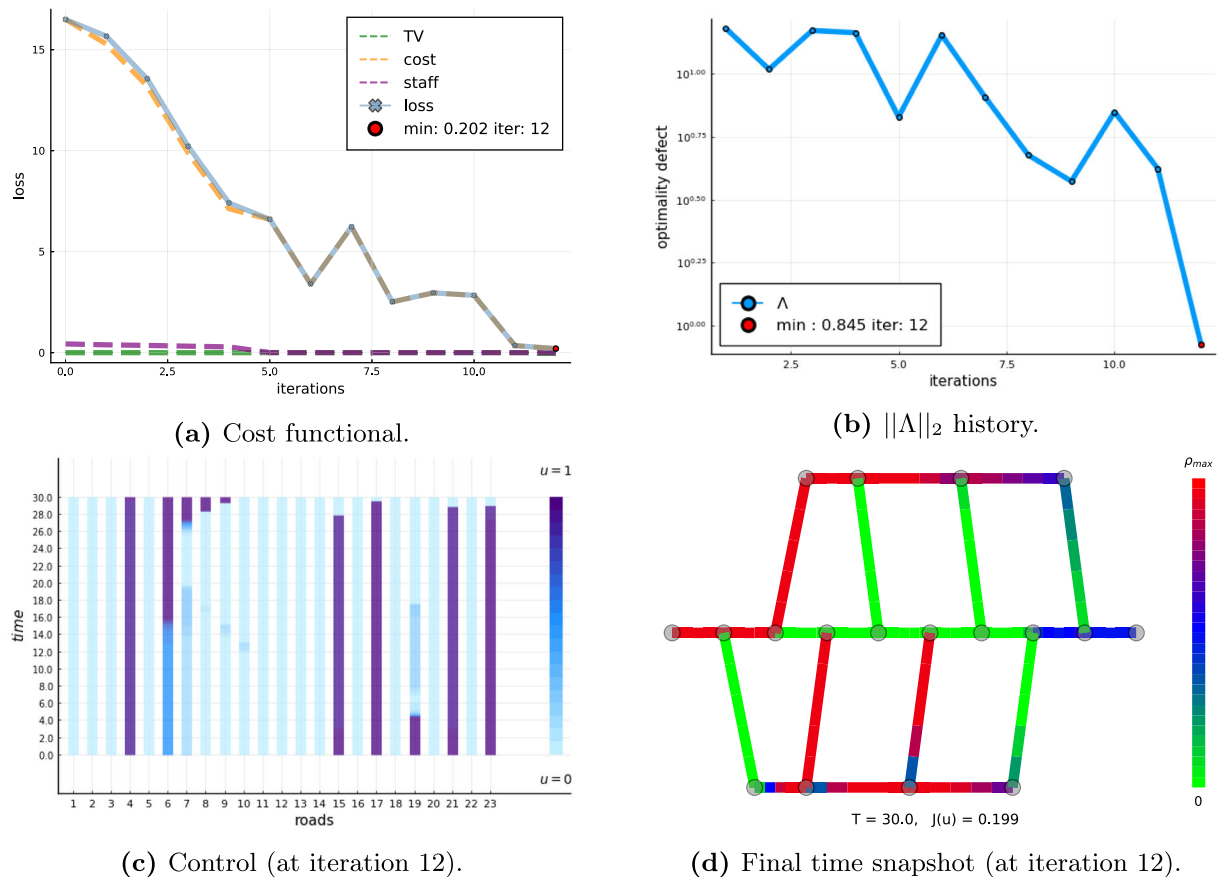 15
10
5
0
loss
TV
cost
staff
loss
min: 0.202 iter: 12
0.0
2.5
5.0
7.5
10.0
iterations
(a) Cost functional.
10^1.00
10^0.75
10^0.50
10^0.25
10^0.00
optimality defect
Λ
min : 0.845 iter: 12
2.5
5.0
7.5
10.0
iterations
(b) ||Λ||₂ history.
u = 1
30.0
28.0
26.0
24.0
22.0
20.0
18.0
16.0
14.0
12.0
10.0
8.0
6.0
4.0
2.0
0.0
time
u = 0
1 2 3 4 5 6 7 8 9 10 11 12 13 14 15 16 17 18 19 20 21 22 23
roads
(c) Control (at iteration 12).
ρmax
0
T = 30.0, J(u) = 0.199
(d) Final time snapshot (at iteration 12).